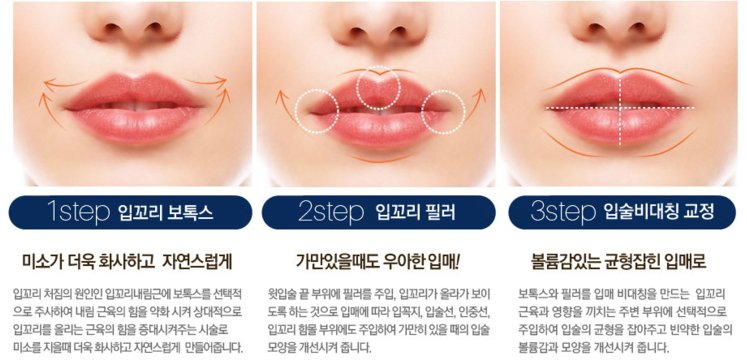 1step 입꼬리 보톡스
미소가 더욱 화사하고 자연스럽게
입꼬리 처짐의 원인인 입꼬리내림근에 보톡스를 선택적
으로 주사하여 내림 근육의 힘을 약화 시켜 상대적으로
입꼬리를 올리는 근육의 힘을 증대시켜주는 시술로
미소를 지을때 더욱 화사하고 자연스럽게 만들어줍니다.
2step 입꼬리 필러
가만있을때도 우아한 입매!
윗입술 끝 부위에 필러를 주입, 입꼬리가 올라가 보이
도록 하는 것으로 입매에 따라 입꼭지, 입술선, 인중선,
입꼬리 함몰 부위에도 주입하여 가만히 있을 때의 입술
모양을 개선시켜 줍니다.
3step 입술비대칭 교정
볼륨감있는 균형잡힌 입매로
보톡스와 필러를 입매 비대칭을 만드는 입꼬리
근육과 영향을 끼치는 주변 부위에 선택적으로
주입하여 입술의 균형을 잡아주고 빈약한 입술의
볼륨감과 모양을 개선시켜 줍니다.